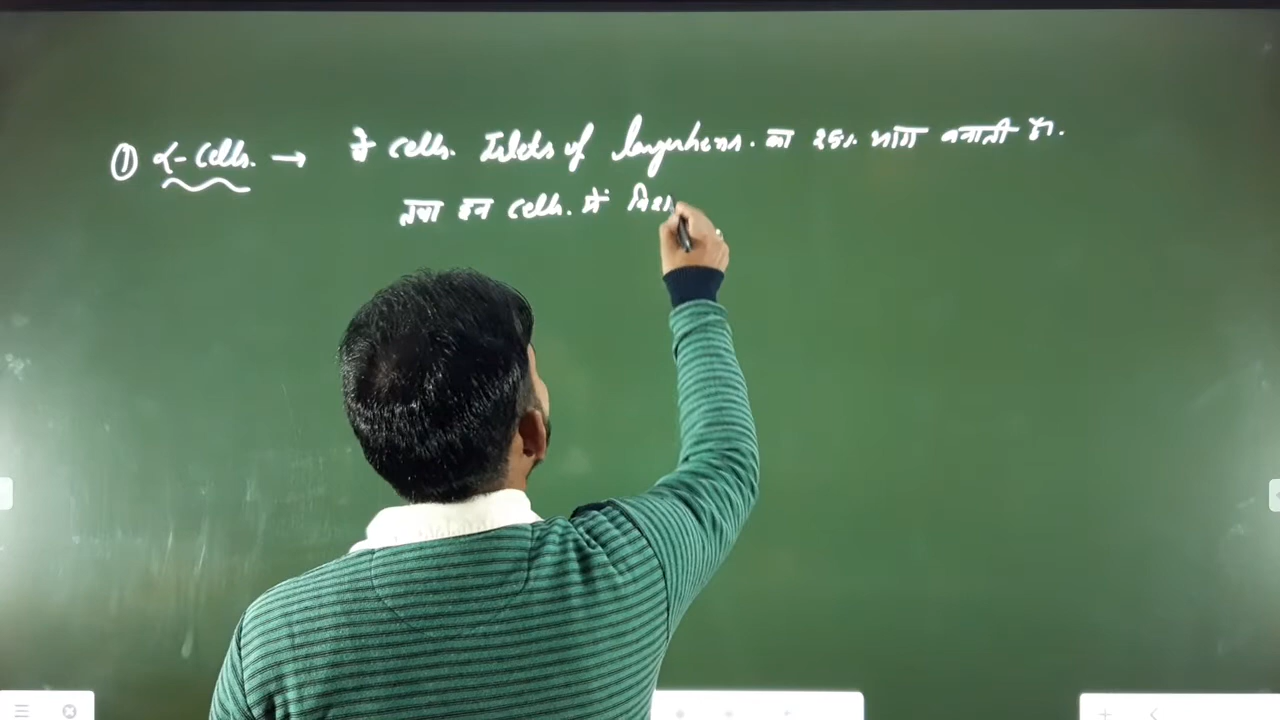 ① α-Cells. → ये cells. Islets of langerhans. का 25% भाग बनाती है।.
तथा इन cells. में